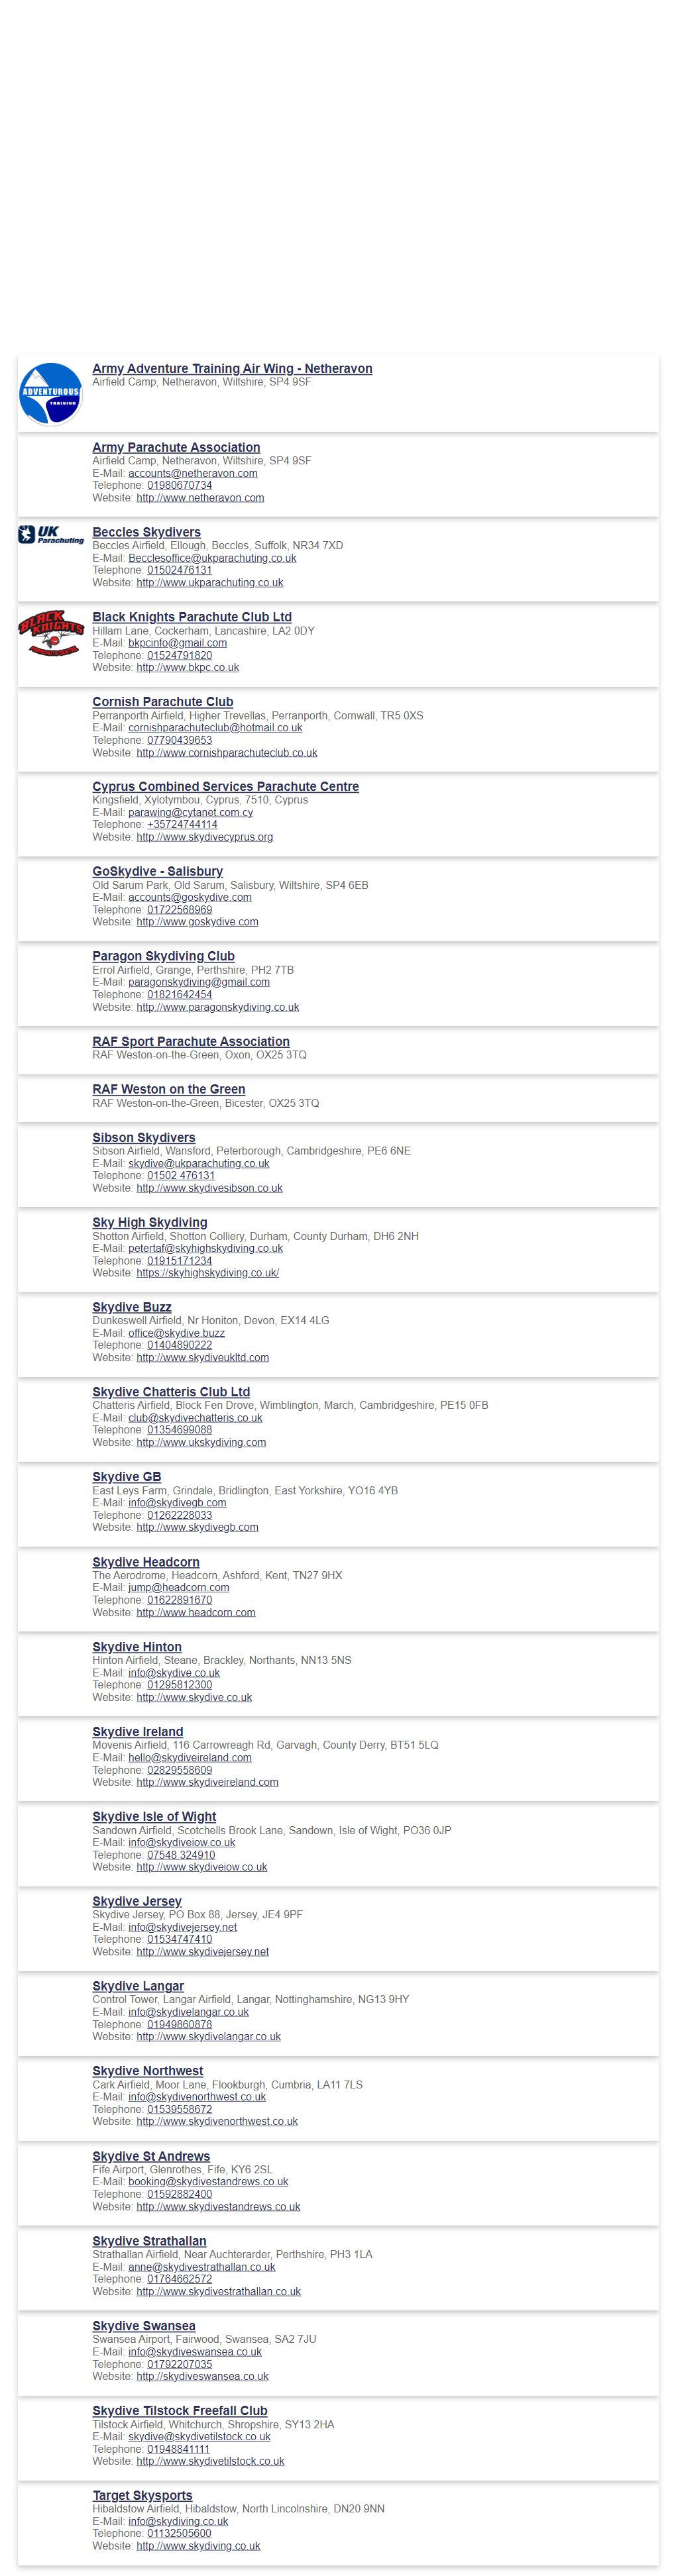 ADVENTUROUS
TRAINING
Army Adventure Training Air Wing - Netheravon
Airfield Camp, Netheravon, Wiltshire, SP4 9SF
Army Parachute Association
Airfield Camp, Netheravon, Wiltshire, SP4 9SF
E-Mail: accounts@netheravon.com
Telephone: 01980670734
Website: http://www.netheravon.com
UK
Parachuting
Beccles Skydivers
Beccles Airfield, Ellough, Beccles, Suffolk, NR34 7XD
E-Mail: Becclesoffice@ukparachuting.co.uk
Telephone: 01502476131
Website: http://www.ukparachuting.co.uk
BLACK
KNIGHTS
PARACHUTE CENTRE
Black Knights Parachute Club Ltd
Hillam Lane, Cockerham, Lancashire, LA2 0DY
E-Mail: bkpcinfo@gmail.com
Telephone: 01524791820
Website: http://www.bkpc.co.uk
Cornish Parachute Club
Perranporth Airfield, Higher Trevellas, Perranporth, Cornwall, TR5 0XS
E-Mail: cornishparachuteclub@hotmail.co.uk
Telephone: 07790439653
Website: http://www.cornishparachuteclub.co.uk
Cyprus Combined Services Parachute Centre
Kingsfield, Xylotymbou, Cyprus, 7510, Cyprus
E-Mail: parawing@cytanet.com.cy
Telephone: +35724744114
Website: http://www.skydivecyprus.org
GoSkydive - Salisbury
Old Sarum Park, Old Sarum, Salisbury, Wiltshire, SP4 6EB
E-Mail: accounts@goskydive.com
Telephone: 01722568969
Website: http://www.goskydive.com
Paragon Skydiving Club
Errol Airfield, Grange, Perthshire, PH2 7TB
E-Mail: paragonskydiving@gmail.com
Telephone: 01821642454
Website: http://www.paragonskydiving.co.uk
RAF Sport Parachute Association
RAF Weston-on-the-Green, Oxon, OX25 3TQ
RAF Weston on the Green
RAF Weston-on-the-Green, Bicester, OX25 3TQ
Sibson Skydivers
Sibson Airfield, Wansford, Peterborough, Cambridgeshire, PE6 6NE
E-Mail: skydive@ukparachuting.co.uk
Telephone: 01502 476131
Website: http://www.skydivesibson.co.uk
Sky High Skydiving
Shotton Airfield, Shotton Colliery, Durham, County Durham, DH6 2NH
E-Mail: petertaf@skyhighskydiving.co.uk
Telephone: 01915171234
Website: https://skyhighskydiving.co.uk/
Skydive Buzz
Dunkeswell Airfield, Nr Honiton, Devon, EX14 4LG
E-Mail: office@skydive.buzz
Telephone: 01404890222
Website: http://www.skydiveukltd.com
Skydive Chatteris Club Ltd
Chatteris Airfield, Block Fen Drove, Wimblington, March, Cambridgeshire, PE15 0FB
E-Mail: club@skydivechatteris.co.uk
Telephone: 01354699088
Website: http://www.ukskydiving.com
Skydive GB
East Leys Farm, Grindale, Bridlington, East Yorkshire, YO16 4YB
E-Mail: info@skydivegb.com
Telephone: 01262228033
Website: http://www.skydivegb.com
Skydive Headcorn
The Aerodrome, Headcorn, Ashford, Kent, TN27 9HX
E-Mail: jump@headcorn.com
Telephone: 01622891670
Website: http://www.headcorn.com
Skydive Hinton
Hinton Airfield, Steane, Brackley, Northants, NN13 5NS
E-Mail: info@skydive.co.uk
Telephone: 01295812300
Website: http://www.skydive.co.uk
Skydive Ireland
Movenis Airfield, 116 Carrowreagh Rd, Garvagh, County Derry, BT51 5LQ
E-Mail: hello@skydiveireland.com
Telephone: 02829558609
Website: http://www.skydiveireland.com
Skydive Isle of Wight
Sandown Airfield, Scotchells Brook Lane, Sandown, Isle of Wight, PO36 0JP
E-Mail: info@skydiveiow.co.uk
Telephone: 07548 324910
Website: http://www.skydiveiow.co.uk
Skydive Jersey
Skydive Jersey, PO Box 88, Jersey, JE4 9PF
E-Mail: info@skydivejersey.net
Telephone: 01534747410
Website: http://www.skydivejersey.net
Skydive Langar
Control Tower, Langar Airfield, Langar, Nottinghamshire, NG13 9HY
E-Mail: info@skydivelangar.co.uk
Telephone: 01949860878
Website: http://www.skydivelangar.co.uk
Skydive Northwest
Cark Airfield, Moor Lane, Flookburgh, Cumbria, LA11 7LS
E-Mail: info@skydivenorthwest.co.uk
Telephone: 01539558672
Website: http://www.skydivenorthwest.co.uk
Skydive St Andrews
Fife Airport, Glenrothes, Fife, KY6 2SL
E-Mail: booking@skydivestandrews.co.uk
Telephone: 01592882400
Website: http://www.skydivestandrews.co.uk
Skydive Strathallan
Strathallan Airfield, Near Auchterarder, Perthshire, PH3 1LA
E-Mail: anne@skydivestrathallan.co.uk
Telephone: 01764662572
Website: http://www.skydivestrathallan.co.uk
Skydive Swansea
Swansea Airport, Fairwood, Swansea, SA2 7JU
E-Mail: info@skydiveswansea.co.uk
Telephone: 01792207035
Website: http://skydiveswansea.co.uk
Skydive Tilstock Freefall Club
Tilstock Airfield, Whitchurch, Shropshire, SY13 2HA
E-Mail: skydive@skydivetilstock.co.uk
Telephone: 01948841111
Website: http://www.skydivetilstock.co.uk
Target Skysports
Hibaldstow Airfield, Hibaldstow, North Lincolnshire, DN20 9NN
E-Mail: info@skydiving.co.uk
Telephone: 01132505600
Website: http://www.skydiving.co.uk